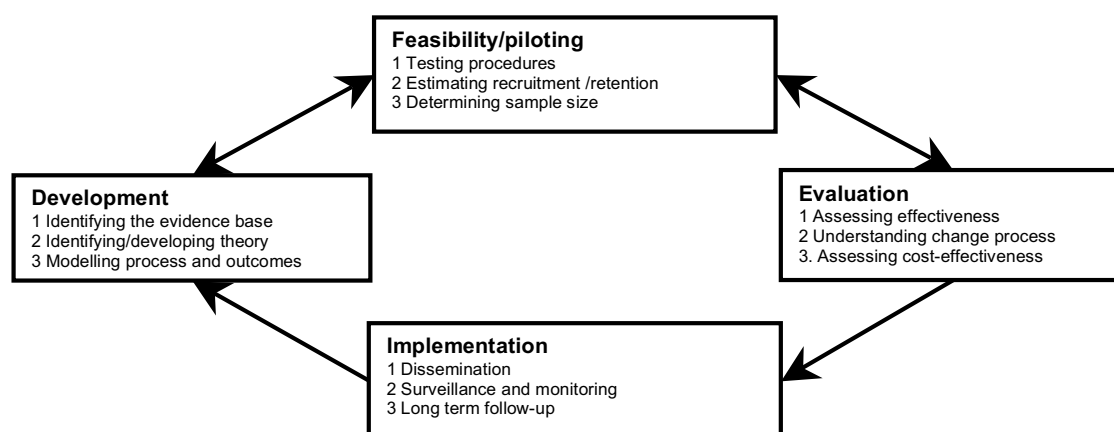 Feasibility/piloting
1 Testing procedures
2 Estimating recruitment /retention
3 Determining sample size
Development
1 Identifying the evidence base
2 Identifying/developing theory
3 Modelling process and outcomes
Evaluation
1 Assessing effectiveness
2 Understanding change process
3. Assessing cost-effectiveness
Implementation
1 Dissemination
2 Surveillance and monitoring
3 Long term follow-up